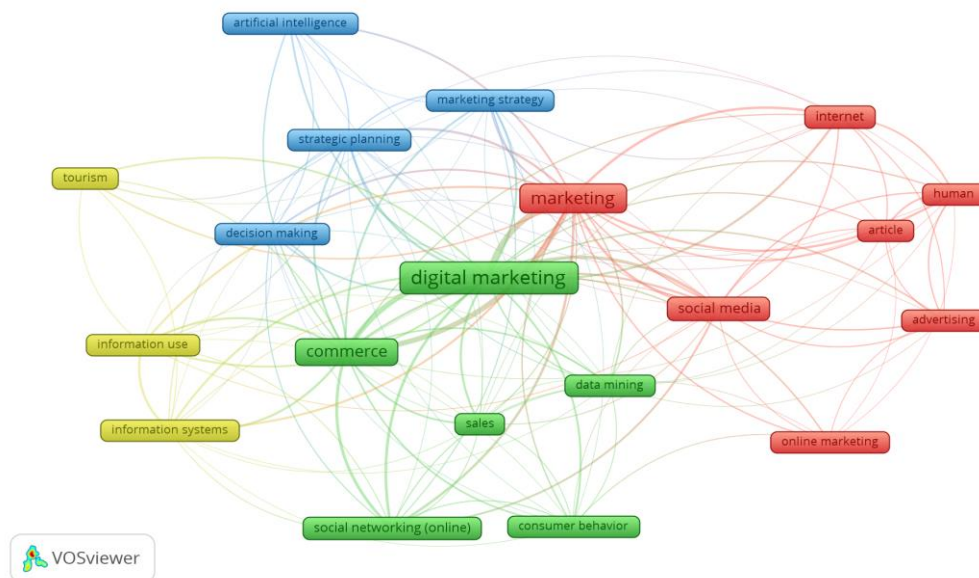 artificial intelligence
marketing strategy
internet
strategic planning
tourism
marketing
human
decision making
article
digital marketing
social media
advertising
information use
commerce
data mining
sales
information systems
online marketing
social networking (online)
consumer behavior
VOSviewer